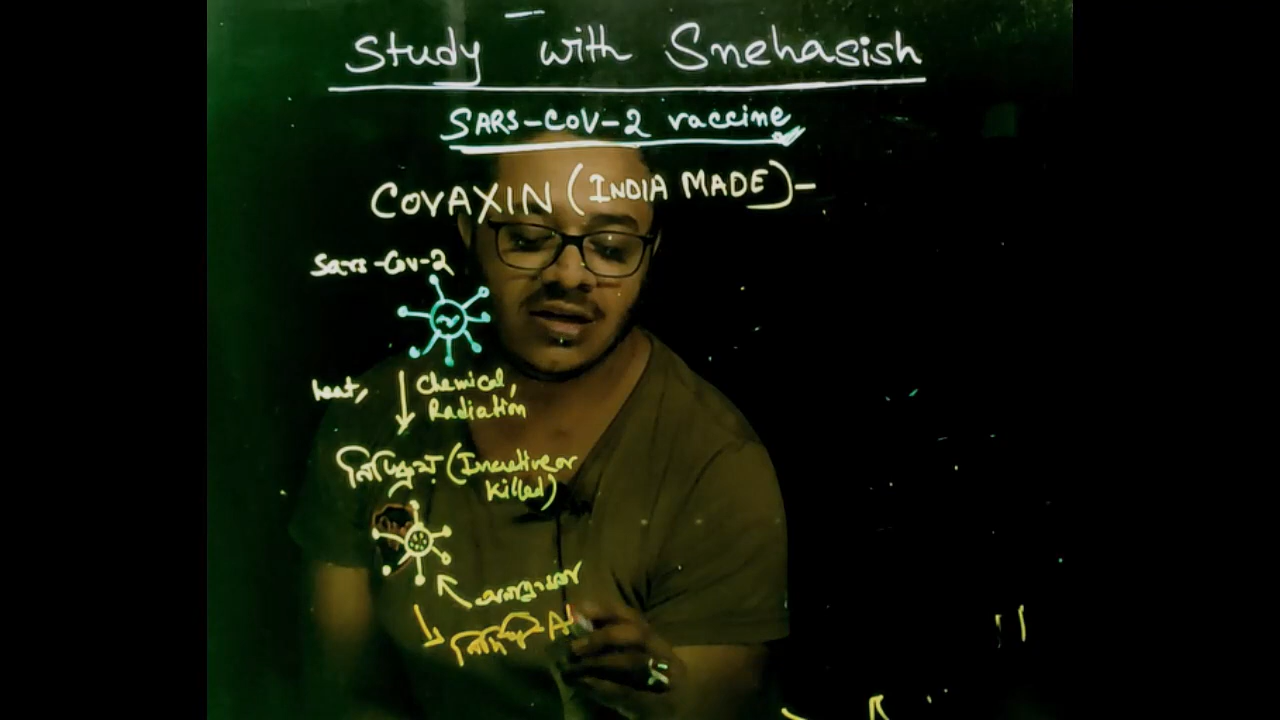 Study with Snehasish
SARS-CoV-2 vaccine
COVAXIN (INDIA MADE)-
Sars-Cov-2
heat,
Chemical,
Radiation
নিষ্ক্রিয় (Inactive or
killed)